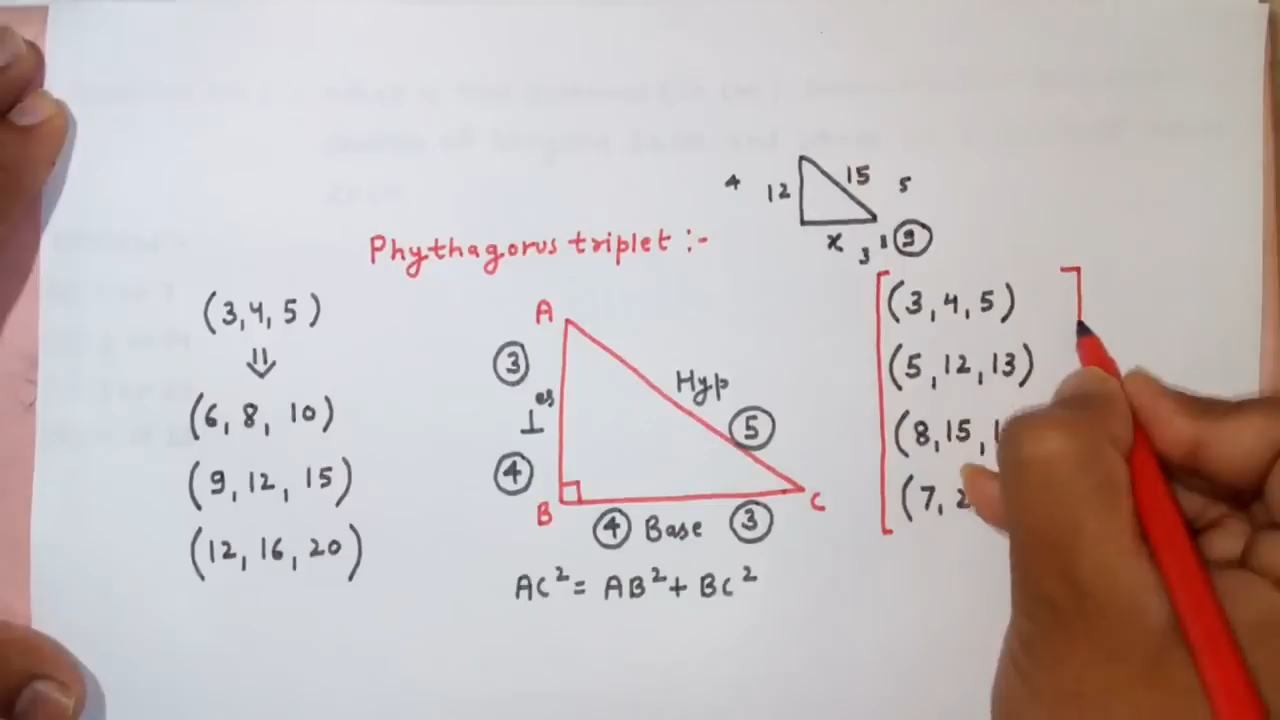 4 12 15 5
x 3 9
Phythagorus triplet :-
(3,4,5)
(6, 8, 10)
(9, 12, 15)
(12, 16, 20)
A
3
es
⊥
4
B
Hyp
5
C
4 Base 3
AC²= AB²+ BC²
(3,4,5)
(5,12,13)
(8,15,
(7,